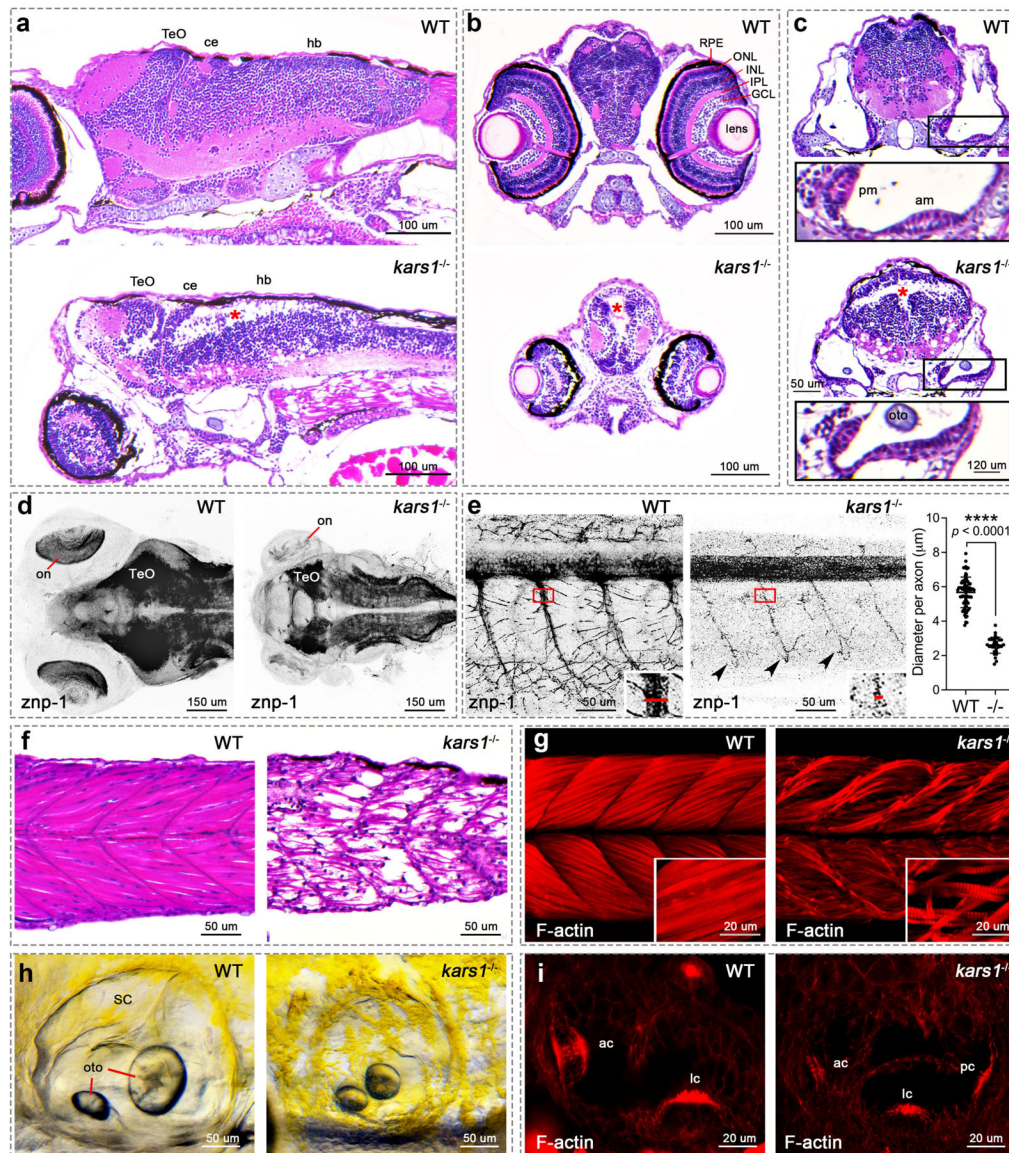 a
WT
TeO ce hb
100 um
kars1-/-
TeO ce hb
*
100 um
b
WT
RPE
ONL
INL
IPL
GCL
lens
100 um
kars1-/-
*
100 um
c
WT
pm am
kars1-/-
*
50 um
oto
120 um
d
WT
on
TeO
znp-1
150 um
kars1-/-
on
TeO
znp-1
150 um
e
WT
znp-1
50 um
kars1-/-
znp-1
50 um
****
p < 0.0001
Diameter per axon (µm)
10
8
6
4
2
0
WT -/-
f
WT
50 um
kars1-/-
50 um
g
WT
F-actin
20 um
kars1-/-
F-actin
20 um
h
WT
SC
oto
50 um
kars1-/-
50 um
i
WT
ac
lc
F-actin
20 um
kars1-/-
ac
pc
lc
F-actin
20 um